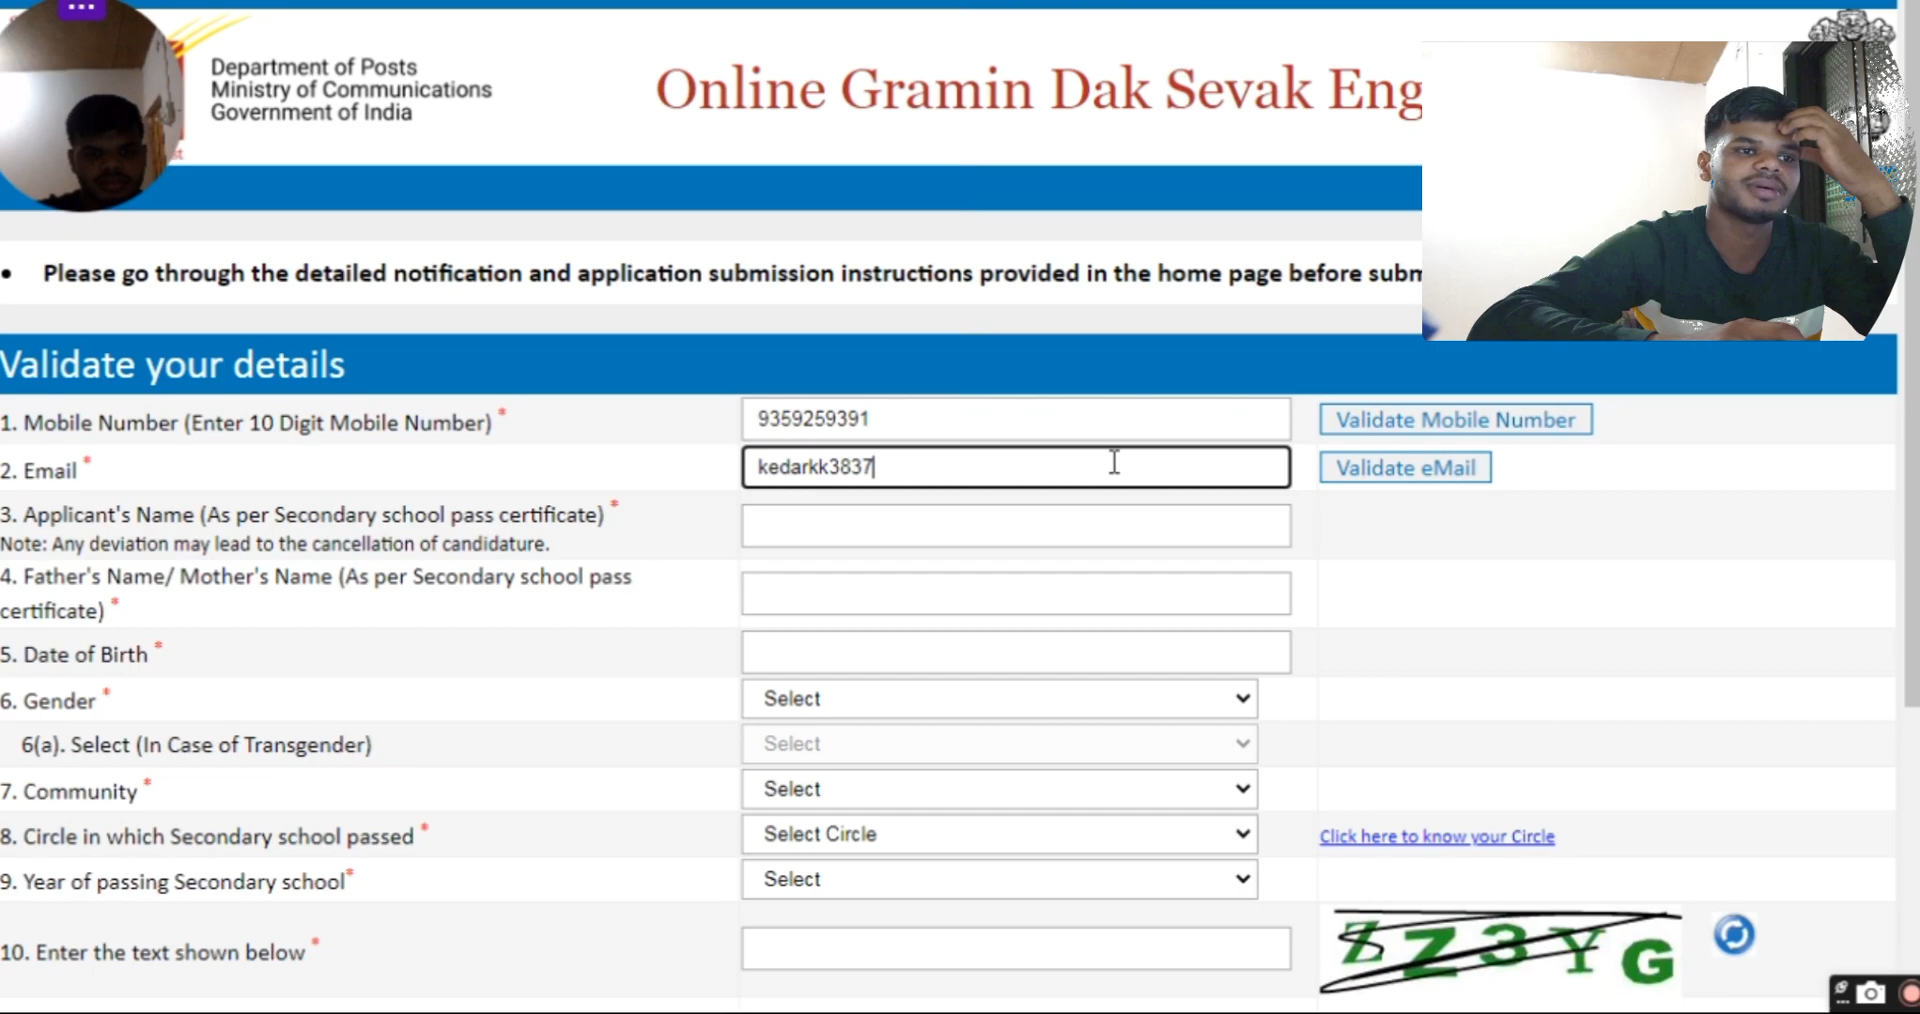 Department of Posts
Ministry of Communications
Government of India
Online Gramin Dak Sevak Eng
• Please go through the detailed notification and application submission instructions provided in the home page before subm
Validate your details
1. Mobile Number (Enter 10 Digit Mobile Number) *
9359259391
Validate Mobile Number
2. Email *
kedarkk3837
Validate eMail
3. Applicant's Name (As per Secondary school pass certificate) *
Note: Any deviation may lead to the cancellation of candidature.
4. Father's Name/ Mother's Name (As per Secondary school pass
certificate) *
5. Date of Birth *
6. Gender *
Select
6(a). Select (In Case of Transgender)
Select
7. Community *
Select
8. Circle in which Secondary school passed *
Select Circle
Click here to know your Circle
9. Year of passing Secondary school*
Select
10. Enter the text shown below *
ZZ3YG